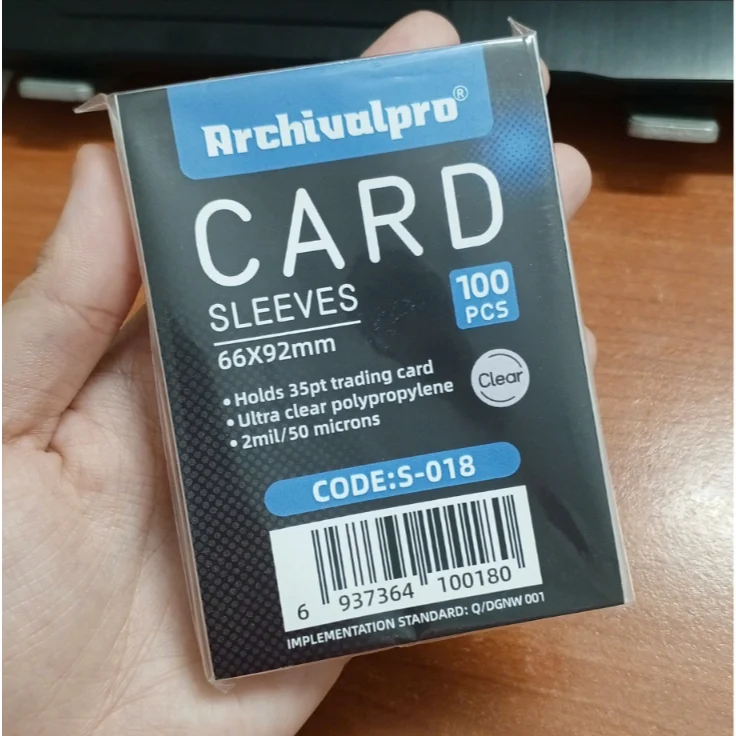 Archivalpro®
CARD
SLEEVES
100
PCS
66X92mm
• Holds 35pt trading card
• Ultra clear polypropylene
• 2mil/50 microns
Clear
CODE:S-018
6 937364 100180
IMPLEMENTATION STANDARD: Q/DGNW 001